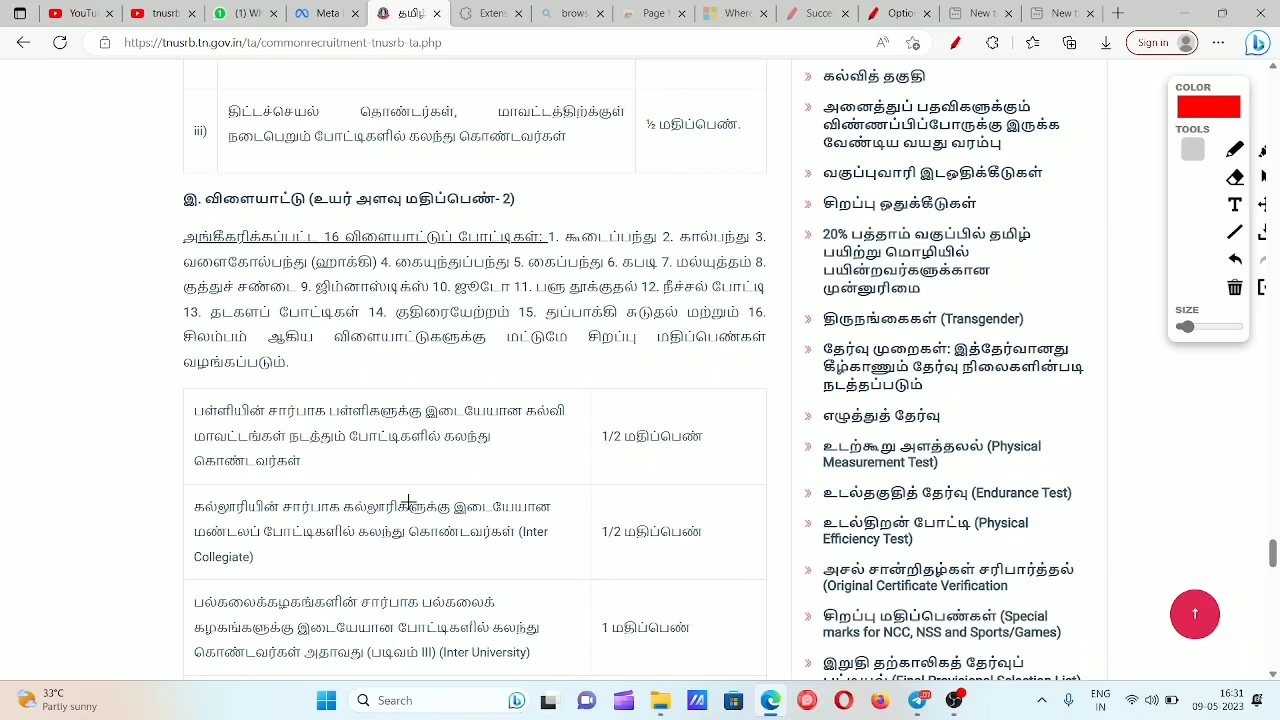 YouTu
tnusrb
(1) W
Meta
தமிழ்
Extens
brows
Page l
Whe
Succe
Option
New t
New T
https://tnusrb.tn.gov.in/ta/commonrecruitment-tnusrb-ta.php
Sign in
iii)
திட்டச்செயல் தொண்டர்கள், மாவட்டத்திற்க்குள்
நடைபெறும் போட்டிகளில் கலந்து கொண்டவர்கள்
½ மதிப்பெண்.
இ. விளையாட்டு (உயர் அளவு மதிப்பெண்- 2)
அங்கீகரிக்கப்பட்ட 16 விளையாட்டுப் போட்டிகள்: 1. கூடைப்பந்து 2. கால்பந்து 3.
வளைகோல்பந்து (ஹாக்கி) 4. கையுந்துப்பந்து 5. கைப்பந்து 6. கபடி 7. மல்யுத்தம் 8.
குத்துச் சண்டை 9. ஜிம்னாஸ்டிக்ஸ் 10. ஜூடோ 11. பளு தூக்குதல் 12. நீச்சல் போட்டி
13. தடகளப் போட்டிகள் 14. குதிரையேற்றம் 15. துப்பாக்கி சுடுதல் மற்றும் 16.
சிலம்பம் ஆகிய விளையாட்டுகளுக்கு மட்டுமே சிறப்பு மதிப்பெண்கள்
வழங்கப்படும்.
பள்ளியின் சார்பாக பள்ளிகளுக்கு இடையேயான கல்வி
மாவட்டங்கள் நடத்தும் போட்டிகளில் கலந்து
கொண்டவர்கள்
1/2 மதிப்பெண்
கல்லூரியின் சார்பாக கல்லூரிகளுக்கு இடையேயான
மண்டலப் போட்டிகளில் கலந்து கொண்டவர்கள் (Inter
Collegiate)
1/2 மதிப்பெண்
பல்கலைக்கழகங்களின் சார்பாக பல்கலைக்
கழகங்களுக்கு இடையேயான போட்டிகளில் கலந்து
கொண்டவர்கள் அதாவது (படிவம் III) (Inter University)
1 மதிப்பெண்
கல்வித் தகுதி
அனைத்துப் பதவிகளுக்கும்
விண்ணப்பிப்போருக்கு இருக்க
வேண்டிய வயது வரம்பு
வகுப்புவாரி இடஒதிக்கீடுகள்
சிறப்பு ஒதுக்கீடுகள்
20% பத்தாம் வகுப்பில் தமிழ்
பயிற்று மொழியில்
பயின்றவர்களுக்கான
முன்னுரிமை
திருநங்கைகள் (Transgender)
தேர்வு முறைகள்: இத்தேர்வானது
கீழ்காணும் தேர்வு நிலைகளின்படி
நடத்தப்படும்
எழுத்துத் தேர்வு
உடற்கூறு அளத்தலல் (Physical
Measurement Test)
உடல்தகுதித் தேர்வு (Endurance Test)
உடல்திறன் போட்டி (Physical
Efficiency Test)
அசல் சான்றிதழ்கள் சரிபார்த்தல்
(Original Certificate Verification
சிறப்பு மதிப்பெண்கள் (Special
marks for NCC, NSS and Sports/Games)
இறுதி தற்காலிகத் தேர்வுப்
(Final Provisional Selection List)
COLOR
TOOLS
SIZE
33°C
Partly sunny
Search
ENG
IN
16:31
09-05-2023